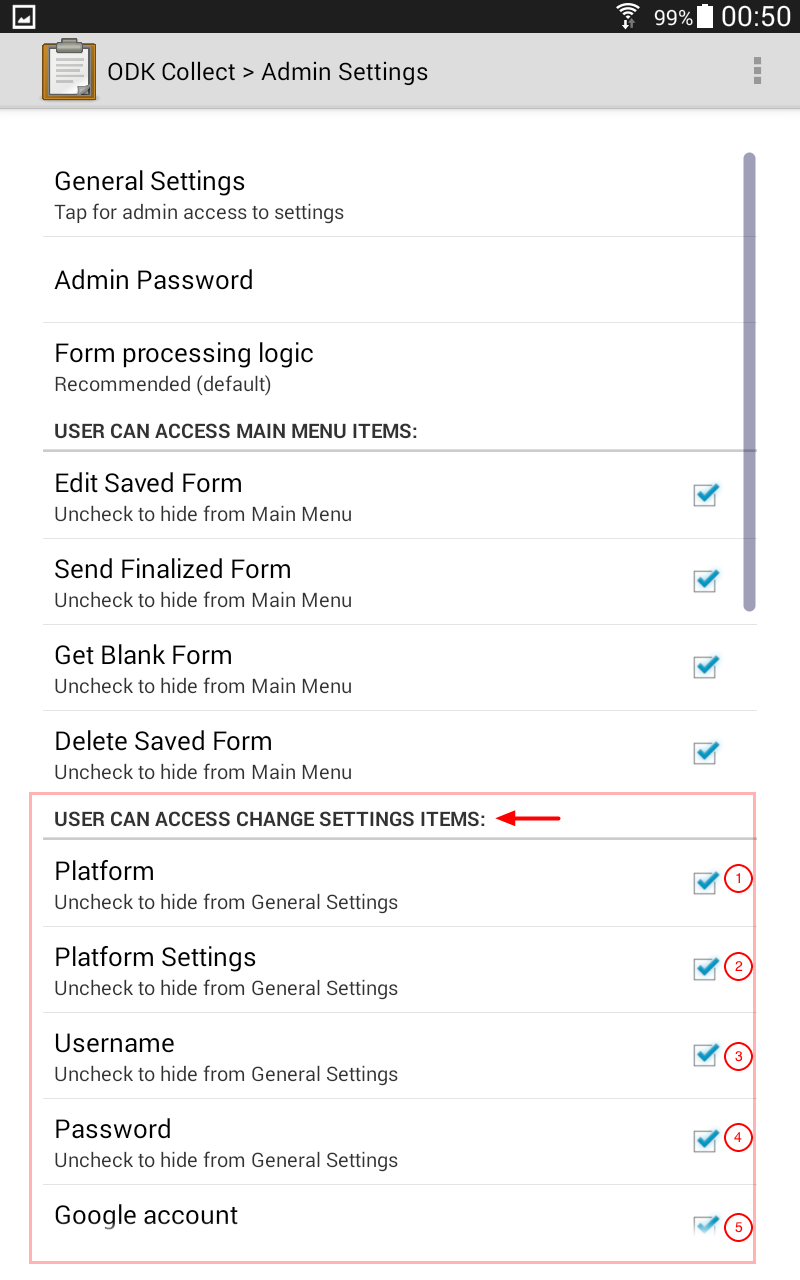 99% 00:50
ODK Collect > Admin Settings
General Settings
Tap for admin access to settings
Admin Password
Form processing logic
Recommended (default)
USER CAN ACCESS MAIN MENU ITEMS:
Edit Saved Form
Uncheck to hide from Main Menu
Send Finalized Form
Uncheck to hide from Main Menu
Get Blank Form
Uncheck to hide from Main Menu
Delete Saved Form
Uncheck to hide from Main Menu
USER CAN ACCESS CHANGE SETTINGS ITEMS:
Platform
Uncheck to hide from General Settings
1
Platform Settings
Uncheck to hide from General Settings
2
Username
Uncheck to hide from General Settings
3
Password
Uncheck to hide from General Settings
4
Google account
5